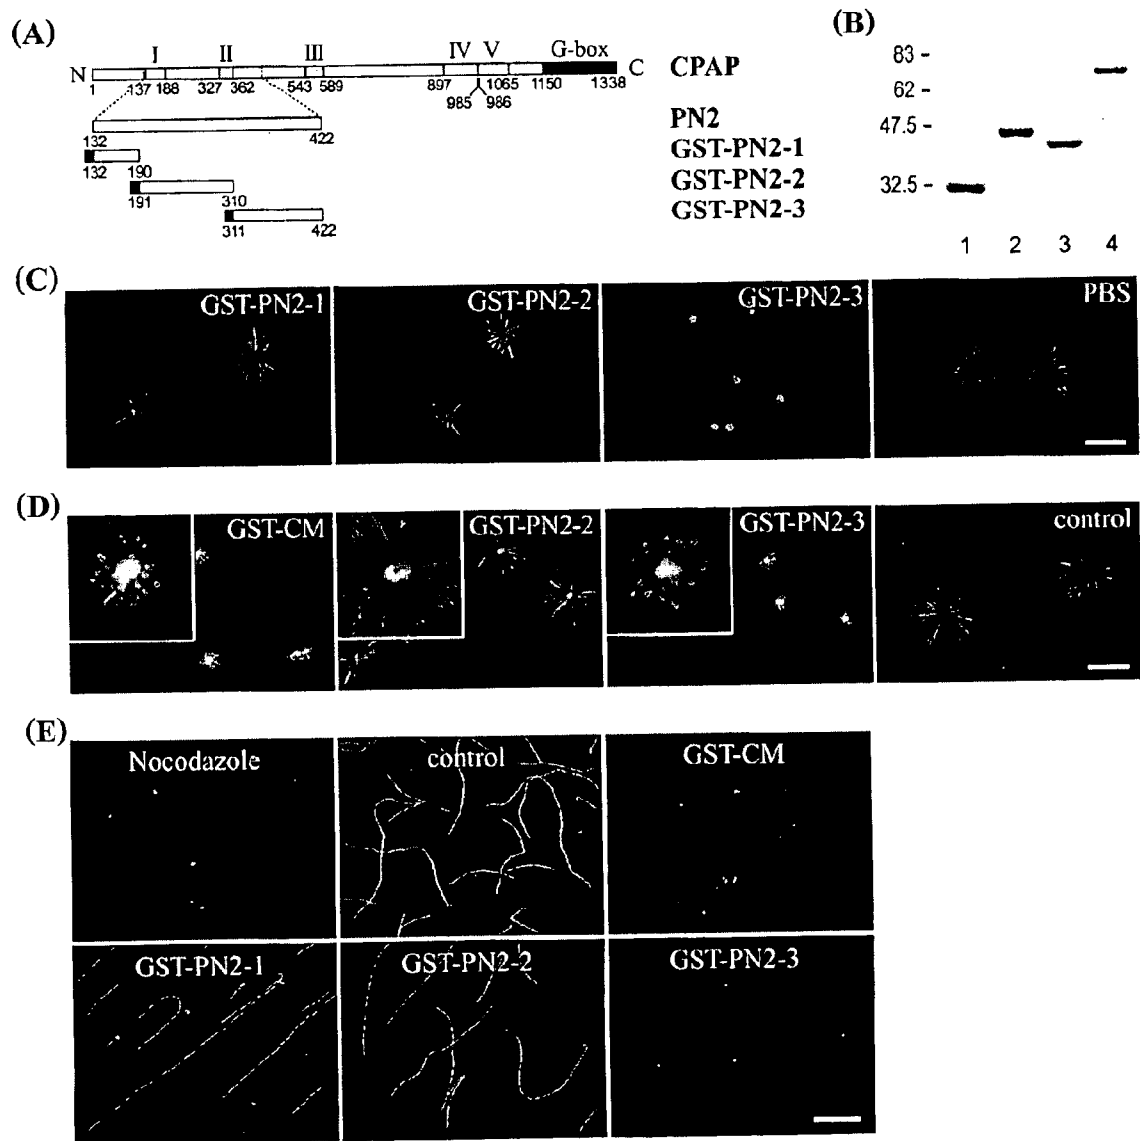 (A)
I II III IV V G-box
N C
1 137 188 327 362 543 589 897 1065 1150 1338
985 986
132 422
132 190
191 310
311 422
CPAP
PN2
GST-PN2-1
GST-PN2-2
GST-PN2-3
(B)
83 -
62 -
47.5 -
32.5 -
1 2 3 4
(C)
GST-PN2-1 GST-PN2-2 GST-PN2-3 PBS
(D)
GST-CM GST-PN2-2 GST-PN2-3 control
(E)
Nocodazole control GST-CM
GST-PN2-1 GST-PN2-2 GST-PN2-3